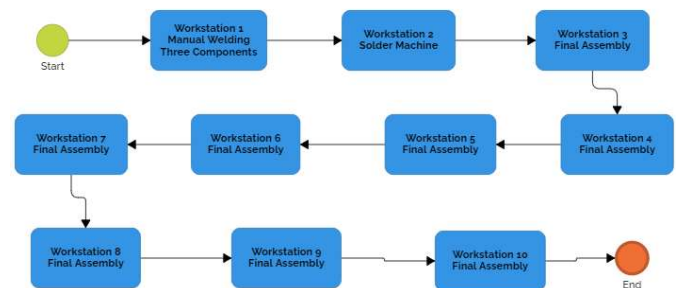 Workstation 1
Manual Welding
Three Components
Workstation 2
Solder Machine
Workstation 3
Final Assembly
Start
Workstation 7
Final Assembly
Workstation 6
Final Assembly
Workstation 5
Final Assembly
Workstation 4
Final Assembly
Workstation 8
Final Assembly
Workstation 9
Final Assembly
Workstation 10
Final Assembly
End